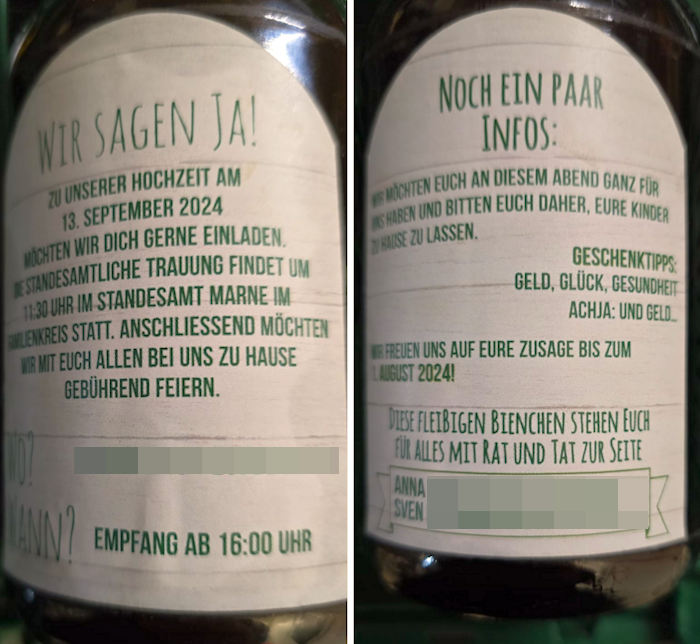 WIR SAGEN JA!
ZU UNSERER HOCHZEIT AM
13. SEPTEMBER 2024
MÖCHTEN WIR DICH GERNE EINLADEN.
DIE STANDESAMTLICHE TRAUUNG FINDET UM
11:30 UHR IM STANDESAMT MARNE IM
FAMILIENKREIS STATT. ANSCHLIESSEND MÖCHTEN
WIR MIT EUCH ALLEN BEI UNS ZU HAUSE
GEBÜHREND FEIERN.
WO?
WANN? EMPFANG AB 16:00 UHR
NOCH EIN PAAR
INFOS:
WIR MÖCHTEN EUCH AN DIESEM ABEND GANZ FÜR
UNS HABEN UND BITTEN EUCH DAHER, EURE KINDER
ZU HAUSE ZU LASSEN.
GESCHENKTIPPS:
GELD, GLÜCK, GESUNDHEIT
ACHJA: UND GELD...
WIR FREUEN UNS AUF EURE ZUSAGE BIS ZUM
1. AUGUST 2024!
DIESE FLEIßIGEN BIENCHEN STEHEN EUCH
FÜR ALLES MIT RAT UND TAT ZUR SEITE
ANNA
SVEN